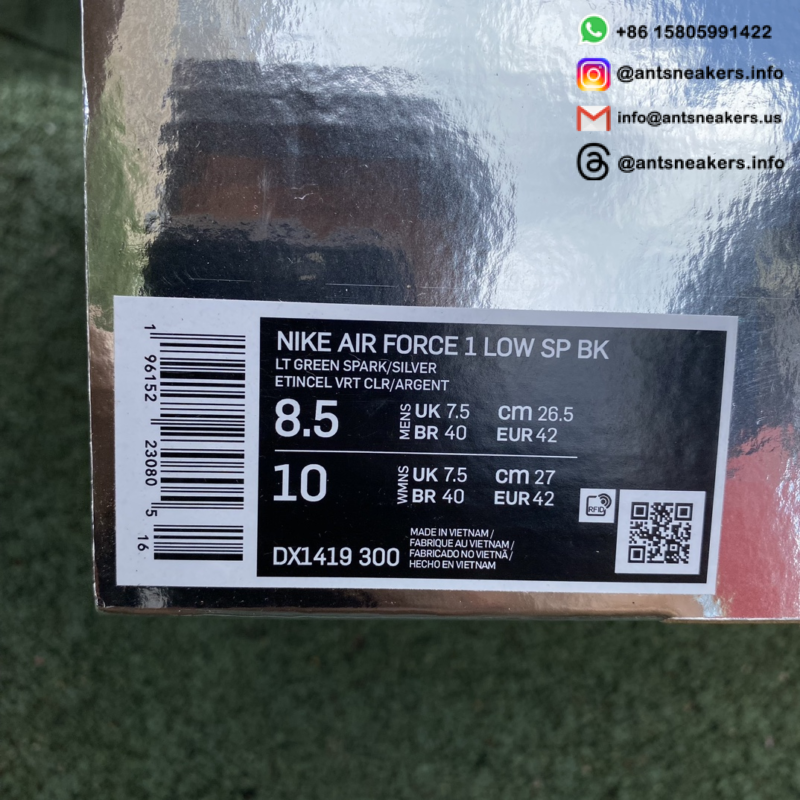 +86 15805991422
@antsneakers.info
info@antsneakers.us
@antsneakers.info
NIKE AIR FORCE 1 LOW SP BK
LT GREEN SPARK/SILVER
ETINCEL VRT CLR/ARGENT
8.5 MENS UK 7.5 cm 26.5
BR 40 EUR 42
10 WMNS UK 7.5 cm 27
BR 40 EUR 42
RFID
DX1419 300
MADE IN VIETNAM /
FABRIQUE AU VIETNAM /
FABRICADO NO VIETNÃ /
HECHO EN VIETNAM
1 96152 23080 5 16